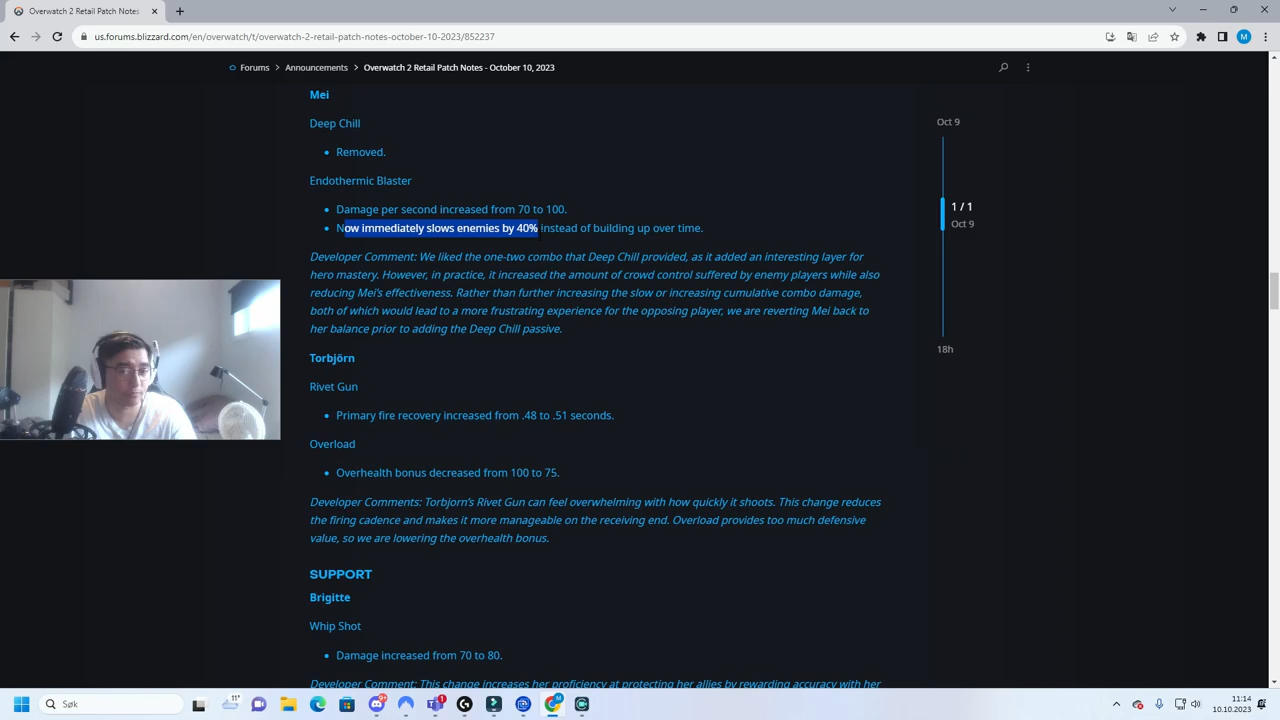 Overwatch 2 Retail Patch Notes
us.forums.blizzard.com/en/overwatch/t/overwatch-2-retail-patch-notes-october-10-2023/852237
M
Forums > Announcements > Overwatch 2 Retail Patch Notes - October 10, 2023
Mei
Deep Chill
Removed.
Endothermic Blaster
Damage per second increased from 70 to 100.
Now immediately slows enemies by 40% instead of building up over time.
Developer Comment: We liked the one-two combo that Deep Chill provided, as it added an interesting layer for
hero mastery. However, in practice, it increased the amount of crowd control suffered by enemy players while also
reducing Mei's effectiveness. Rather than further increasing the slow or increasing cumulative combo damage,
both of which would lead to a more frustrating experience for the opposing player, we are reverting Mei back to
her balance prior to adding the Deep Chill passive.
Torbjörn
Rivet Gun
Primary fire recovery increased from .48 to .51 seconds.
Overload
Overhealth bonus decreased from 100 to 75.
Developer Comments: Torbjorn's Rivet Gun can feel overwhelming with how quickly it shoots. This change reduces
the firing cadence and makes it more manageable on the receiving end. Overload provides too much defensive
value, so we are lowering the overhealth bonus.
SUPPORT
Brigitte
Whip Shot
Damage increased from 70 to 80.
Developer Comment: This change increases her proficiency at protecting her allies by rewarding accuracy with her
Oct 9
1 / 1
Oct 9
18h
Søk
11°
9+
1
M
11:14
10.10.2023